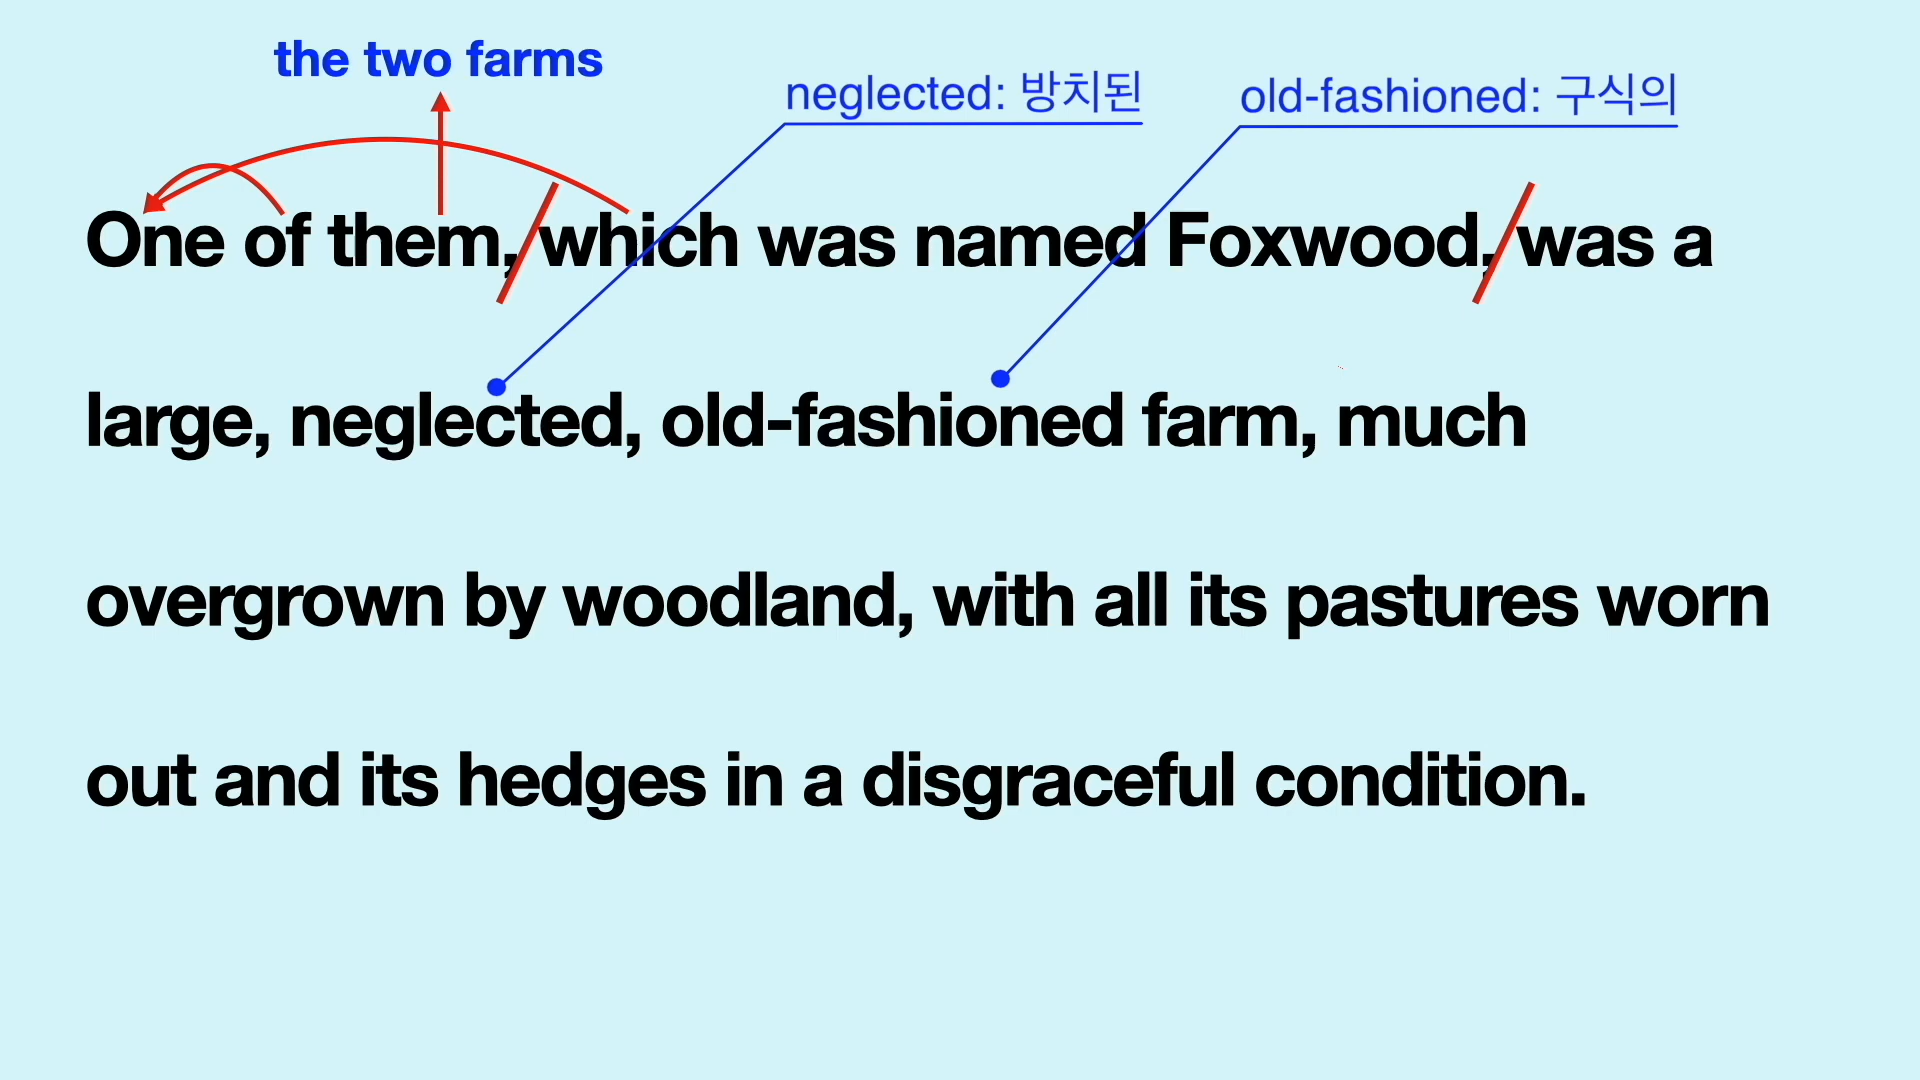 the two farms
neglected: 방치된
old-fashioned: 구식의
One of them, which was named Foxwood, was a
large, neglected, old-fashioned farm, much
overgrown by woodland, with all its pastures worn
out and its hedges in a disgraceful condition.